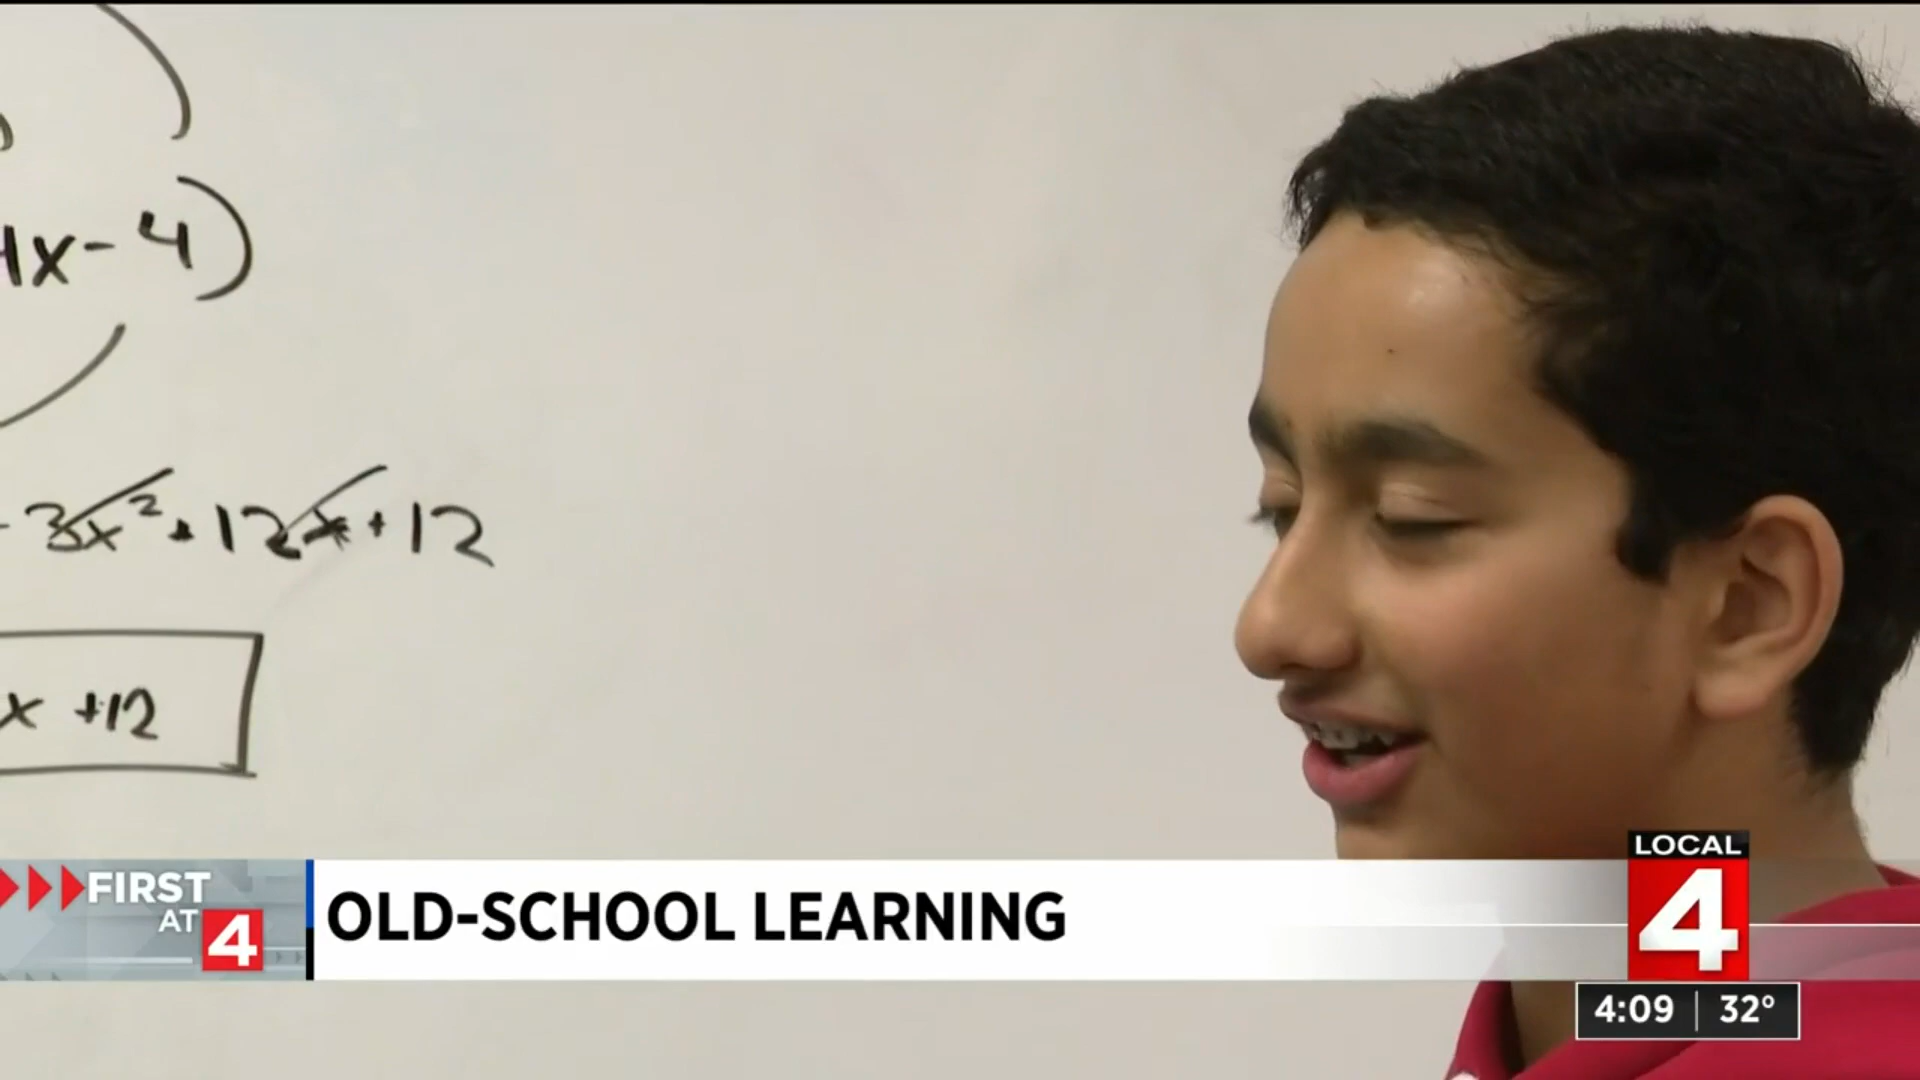 4x - 4)
- 3x² + 12x + 12
x + 12
LOCAL
4
FIRST
AT 4
OLD-SCHOOL LEARNING
4:09 32°